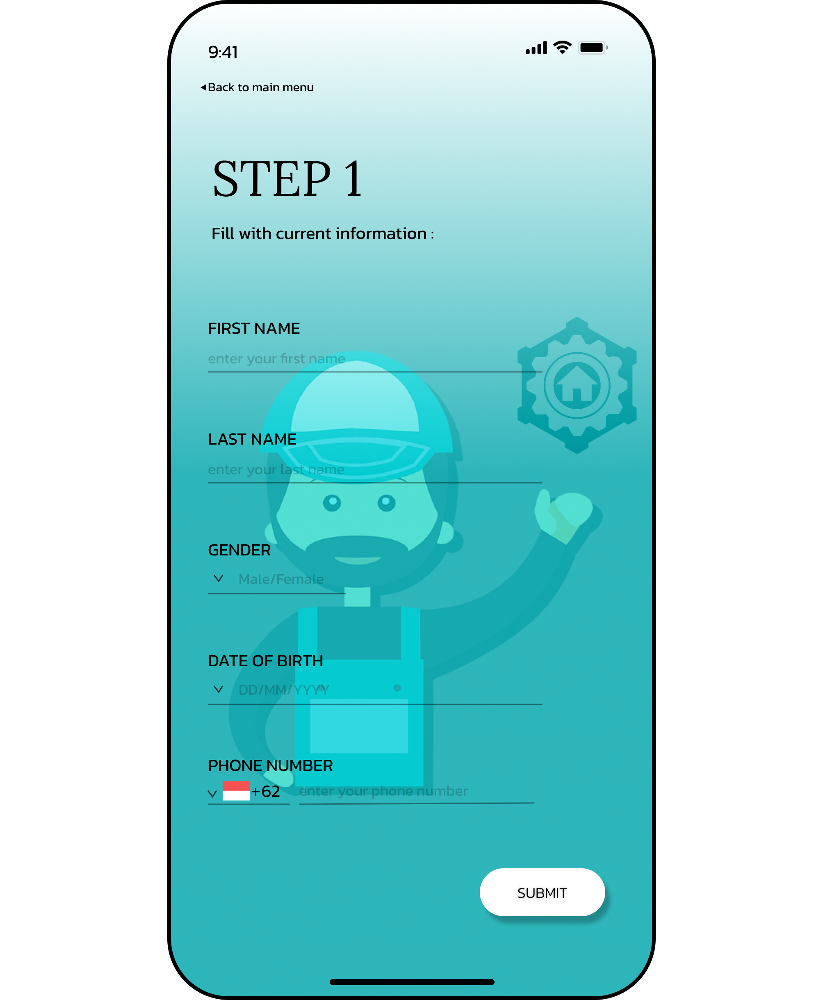 9:41
Back to main menu
STEP 1
Fill with current information :
FIRST NAME
enter your first name
LAST NAME
enter your last name
GENDER
Male/Female
DATE OF BIRTH
DD/MM/YYYY
PHONE NUMBER
+62 enter your phone number
SUBMIT